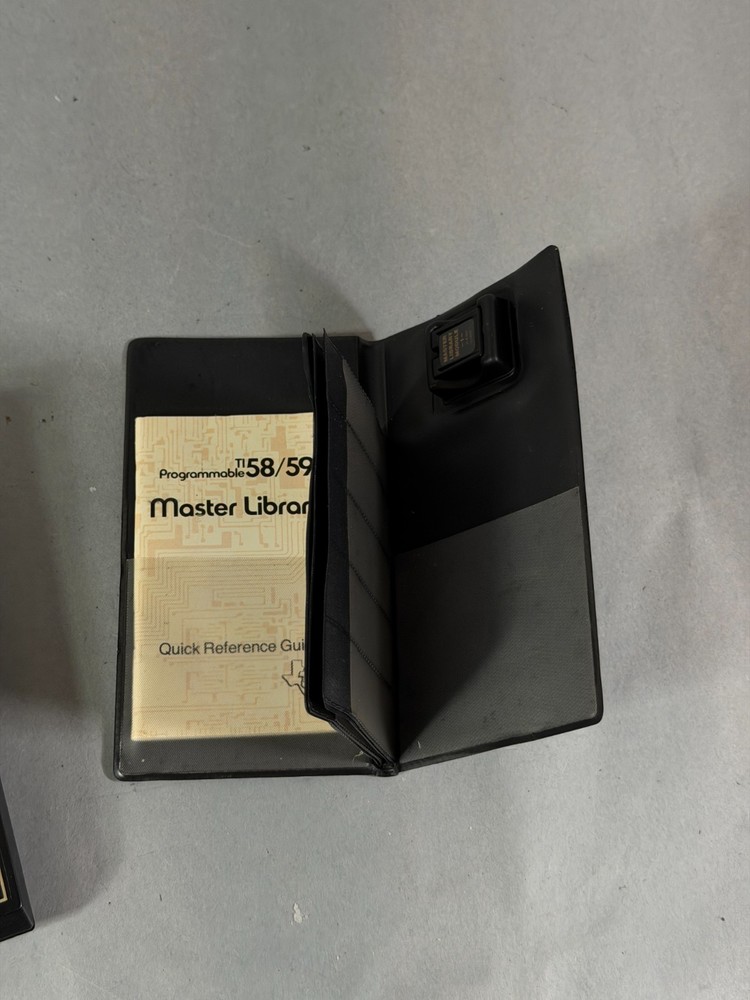 TI
Programmable 58/59
Master Librar
Quick Reference Gui